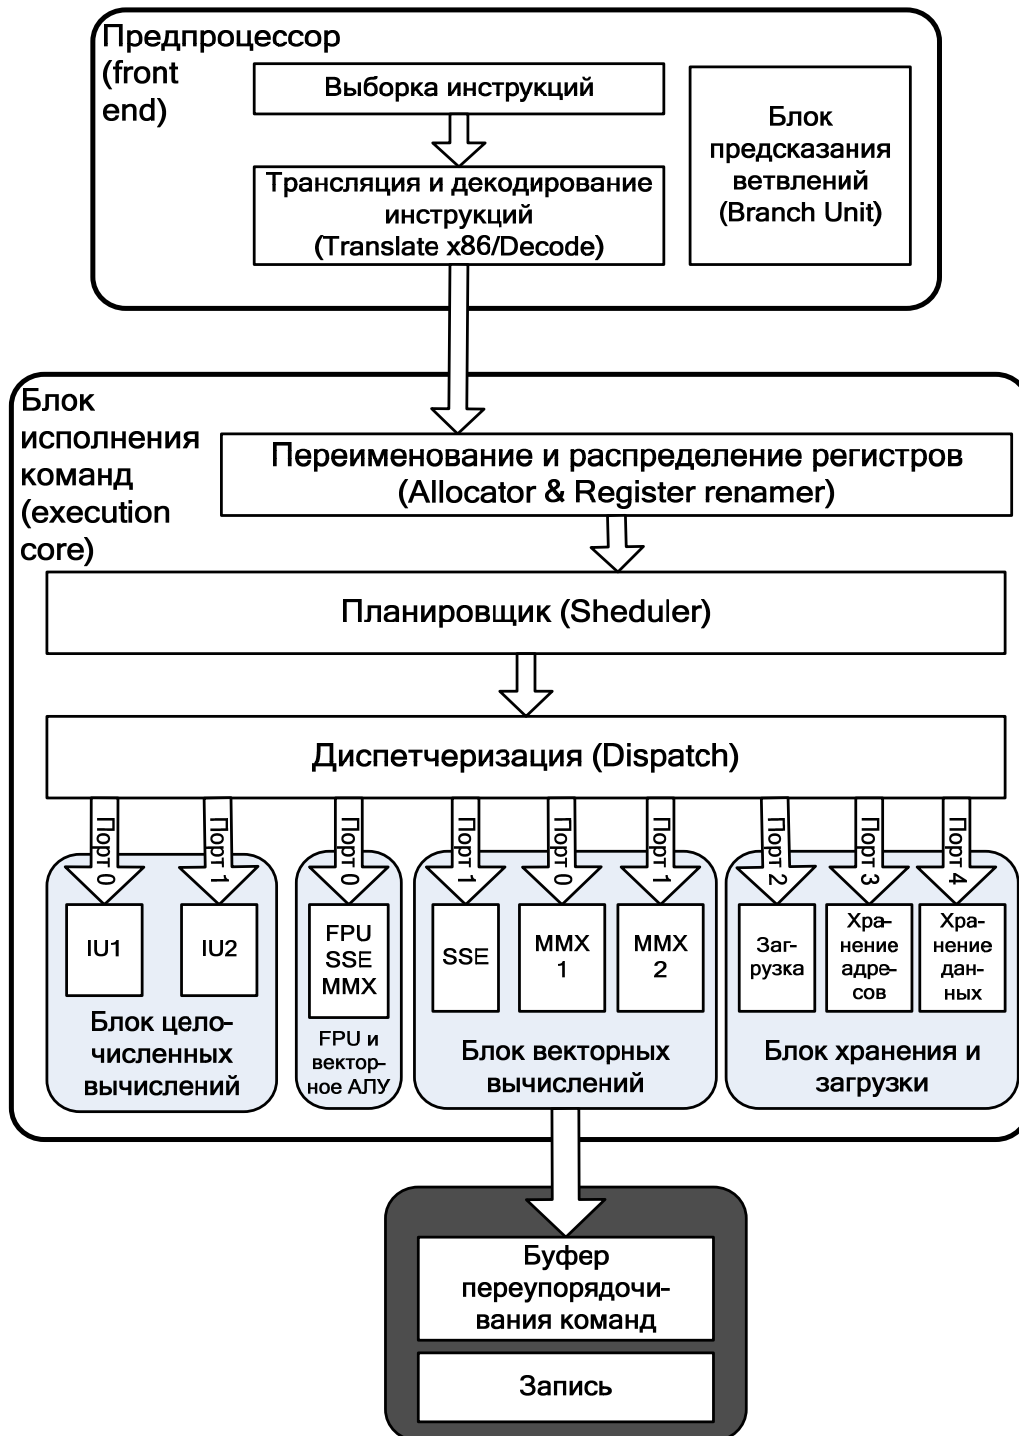 Предпроцессор
(front
end)
Выборка инструкций
Трансляция и декодирование
инструкций
(Translate x86/Decode)
Блок
предсказания
ветвлений
(Branch Unit)
Блок
исполнения
команд
(execution
core)
Переименование и распределение регистров
(Allocator & Register renamer)
Планировщик (Sheduler)
Диспетчеризация (Dispatch)
Порт 0
Порт 1
Порт 0
Порт 1
Порт 0
Порт 1
Порт 2
Порт 3
Порт 4
IU1
IU2
Блок цело-
численных
вычислений
FPU
SSE
MMX
FPU и
вектор-
ное АЛУ
SSE
MMX
1
MMX
2
Блок векторных
вычислений
Заг-
рузка
Хра-
нение
адре-
сов
Хра-
нение
дан-
ных
Блок хранения и
загрузки
Буфер
переупорядочи-
вания команд
Запись